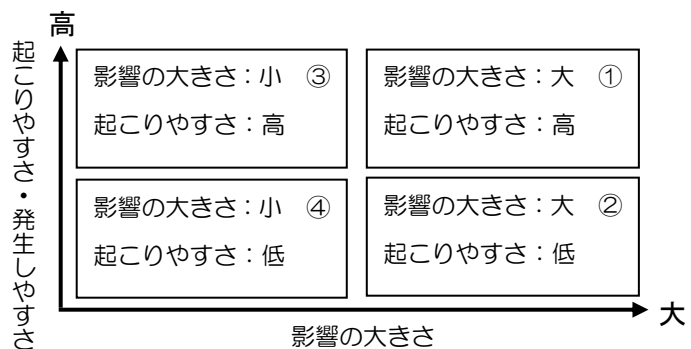 高
起こりやすさ・発生しやすさ
影響の大きさ：小 ③
起こりやすさ：高
影響の大きさ：大 ①
起こりやすさ：高
影響の大きさ：小 ④
起こりやすさ：低
影響の大きさ：大 ②
起こりやすさ：低
大
影響の大きさ